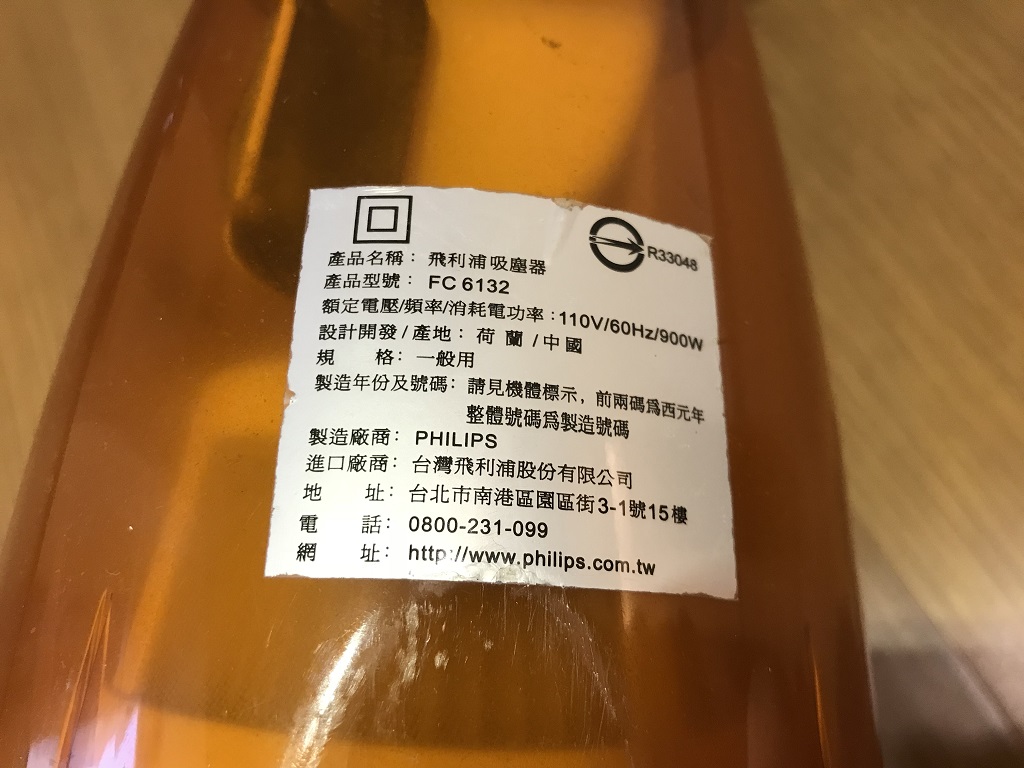 R33048
產品名稱：飛利浦吸塵器
產品型號：FC 6132
額定電壓/頻率/消耗電功率：110V/60Hz/900W
設計開發/產地：荷蘭/中國
規　　格：一般用
製造年份及號碼：請見機體標示，前兩碼爲西元年
整體號碼爲製造號碼
製造廠商：PHILIPS
進口廠商：台灣飛利浦股份有限公司
地　　址：台北市南港區園區街3-1號15樓
電　　話：0800-231-099
網　　址：http://www.philips.com.tw